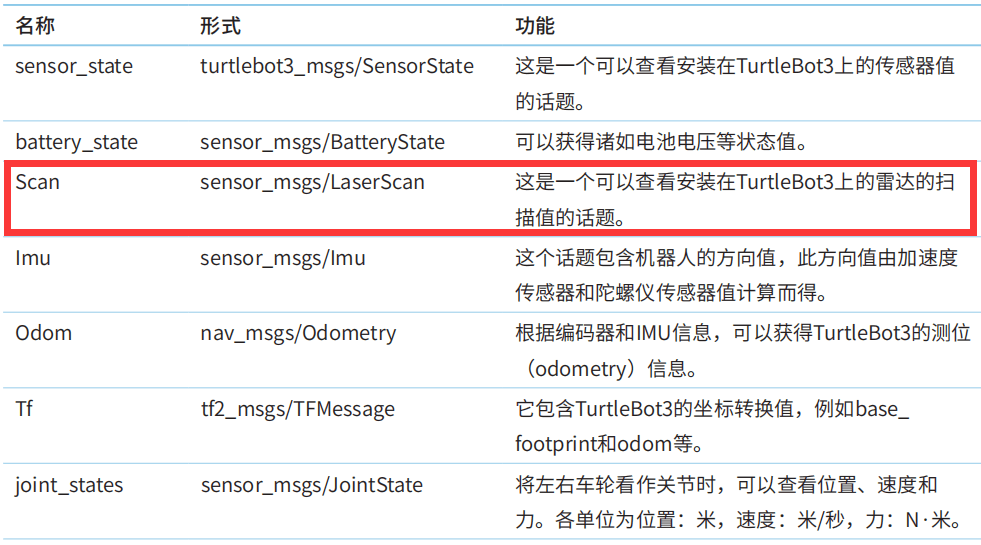 名称 形式 功能
sensor_state turtlebot3_msgs/SensorState 这是一个可以查看安装在TurtleBot3上的传感器值
的话题。
battery_state sensor_msgs/BatteryState 可以获得诸如电池电压等状态值。
Scan sensor_msgs/LaserScan 这是一个可以查看安装在TurtleBot3上的雷达的扫
描值的话题。
Imu sensor_msgs/Imu 这个话题包含机器人的方向值，此方向值由加速度
传感器和陀螺仪传感器值计算而得。
Odom nav_msgs/Odometry 根据编码器和IMU信息，可以获得TurtleBot3的测位
（odometry）信息。
Tf tf2_msgs/TFMessage 它包含TurtleBot3的坐标转换值，例如base_
footprint和odom等。
joint_states sensor_msgs/JointState 将左右车轮看作关节时，可以查看位置、速度和
力。各单位为位置：米，速度：米/秒，力：N·米。